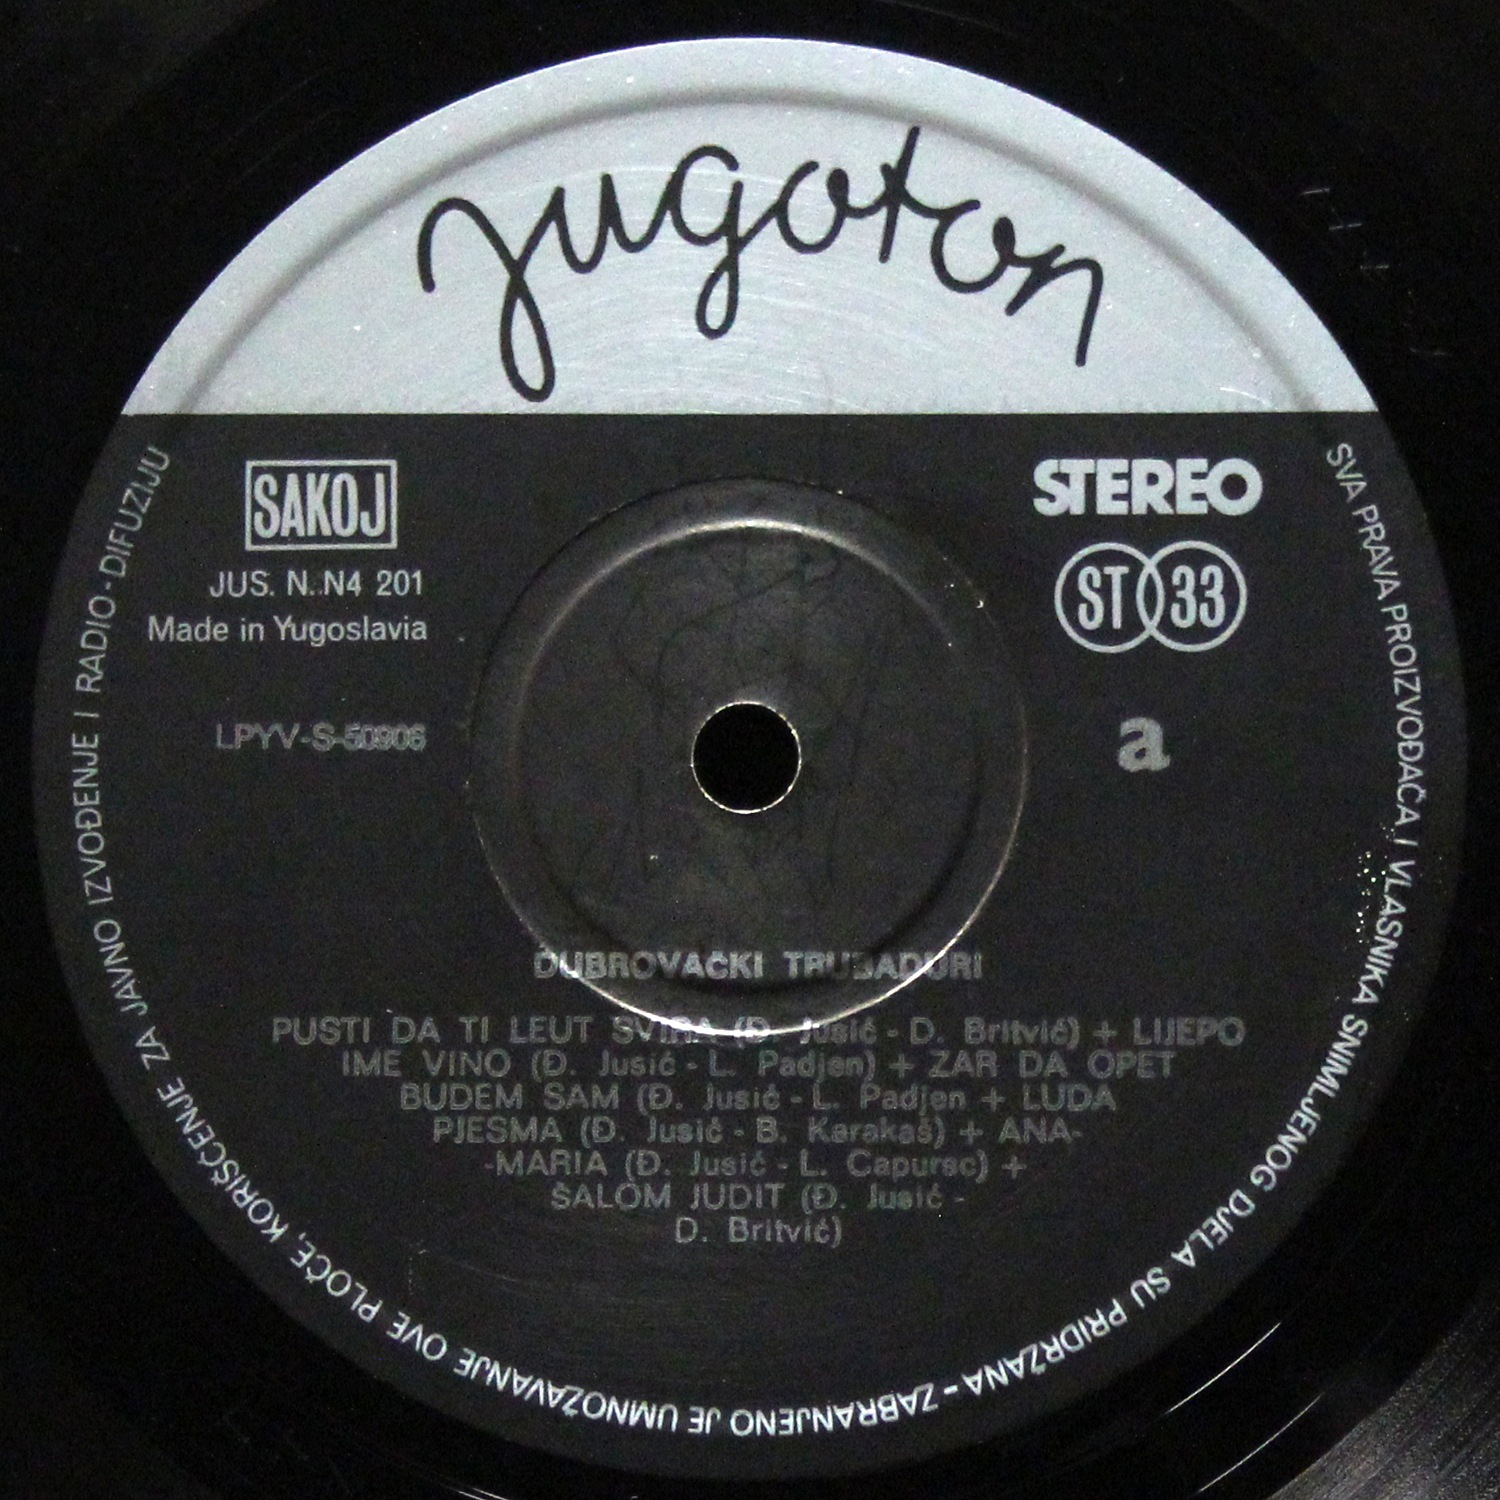 jugoton
SAKOJ
JUS. N. N4 201
Made in Yugoslavia
LPYV-S-50906
STEREO
ST 33
a
DUBROVAČKI TRUBADURI
PUSTI DA TI LEUT SVIRA (Đ. Jusić - D. Britvić) + LIJEPO
IME VINO (Đ. Jusić - L. Padjen) + ZAR DA OPET
BUDEM SAM (Đ. Jusić - L. Padjen + LUDA
PJESMA (Đ. Jusić - B. Karakaš) + ANA-
-MARIA (Đ. Jusić - L. Capurso) +
ŠALOM JUDIT (Đ. Jusić -
D. Britvić)
SVA PRAVA PROIZVOĐAČA I VLASNIKA SNIMLJENOG DJELA SU PRIDRŽANA - ZABRANJENO JE UMNOŽAVANJE OVE PLOČE, KORIŠĆENJE ZA JAVNO IZVOĐENJE I RADIO-DIFUZIJU